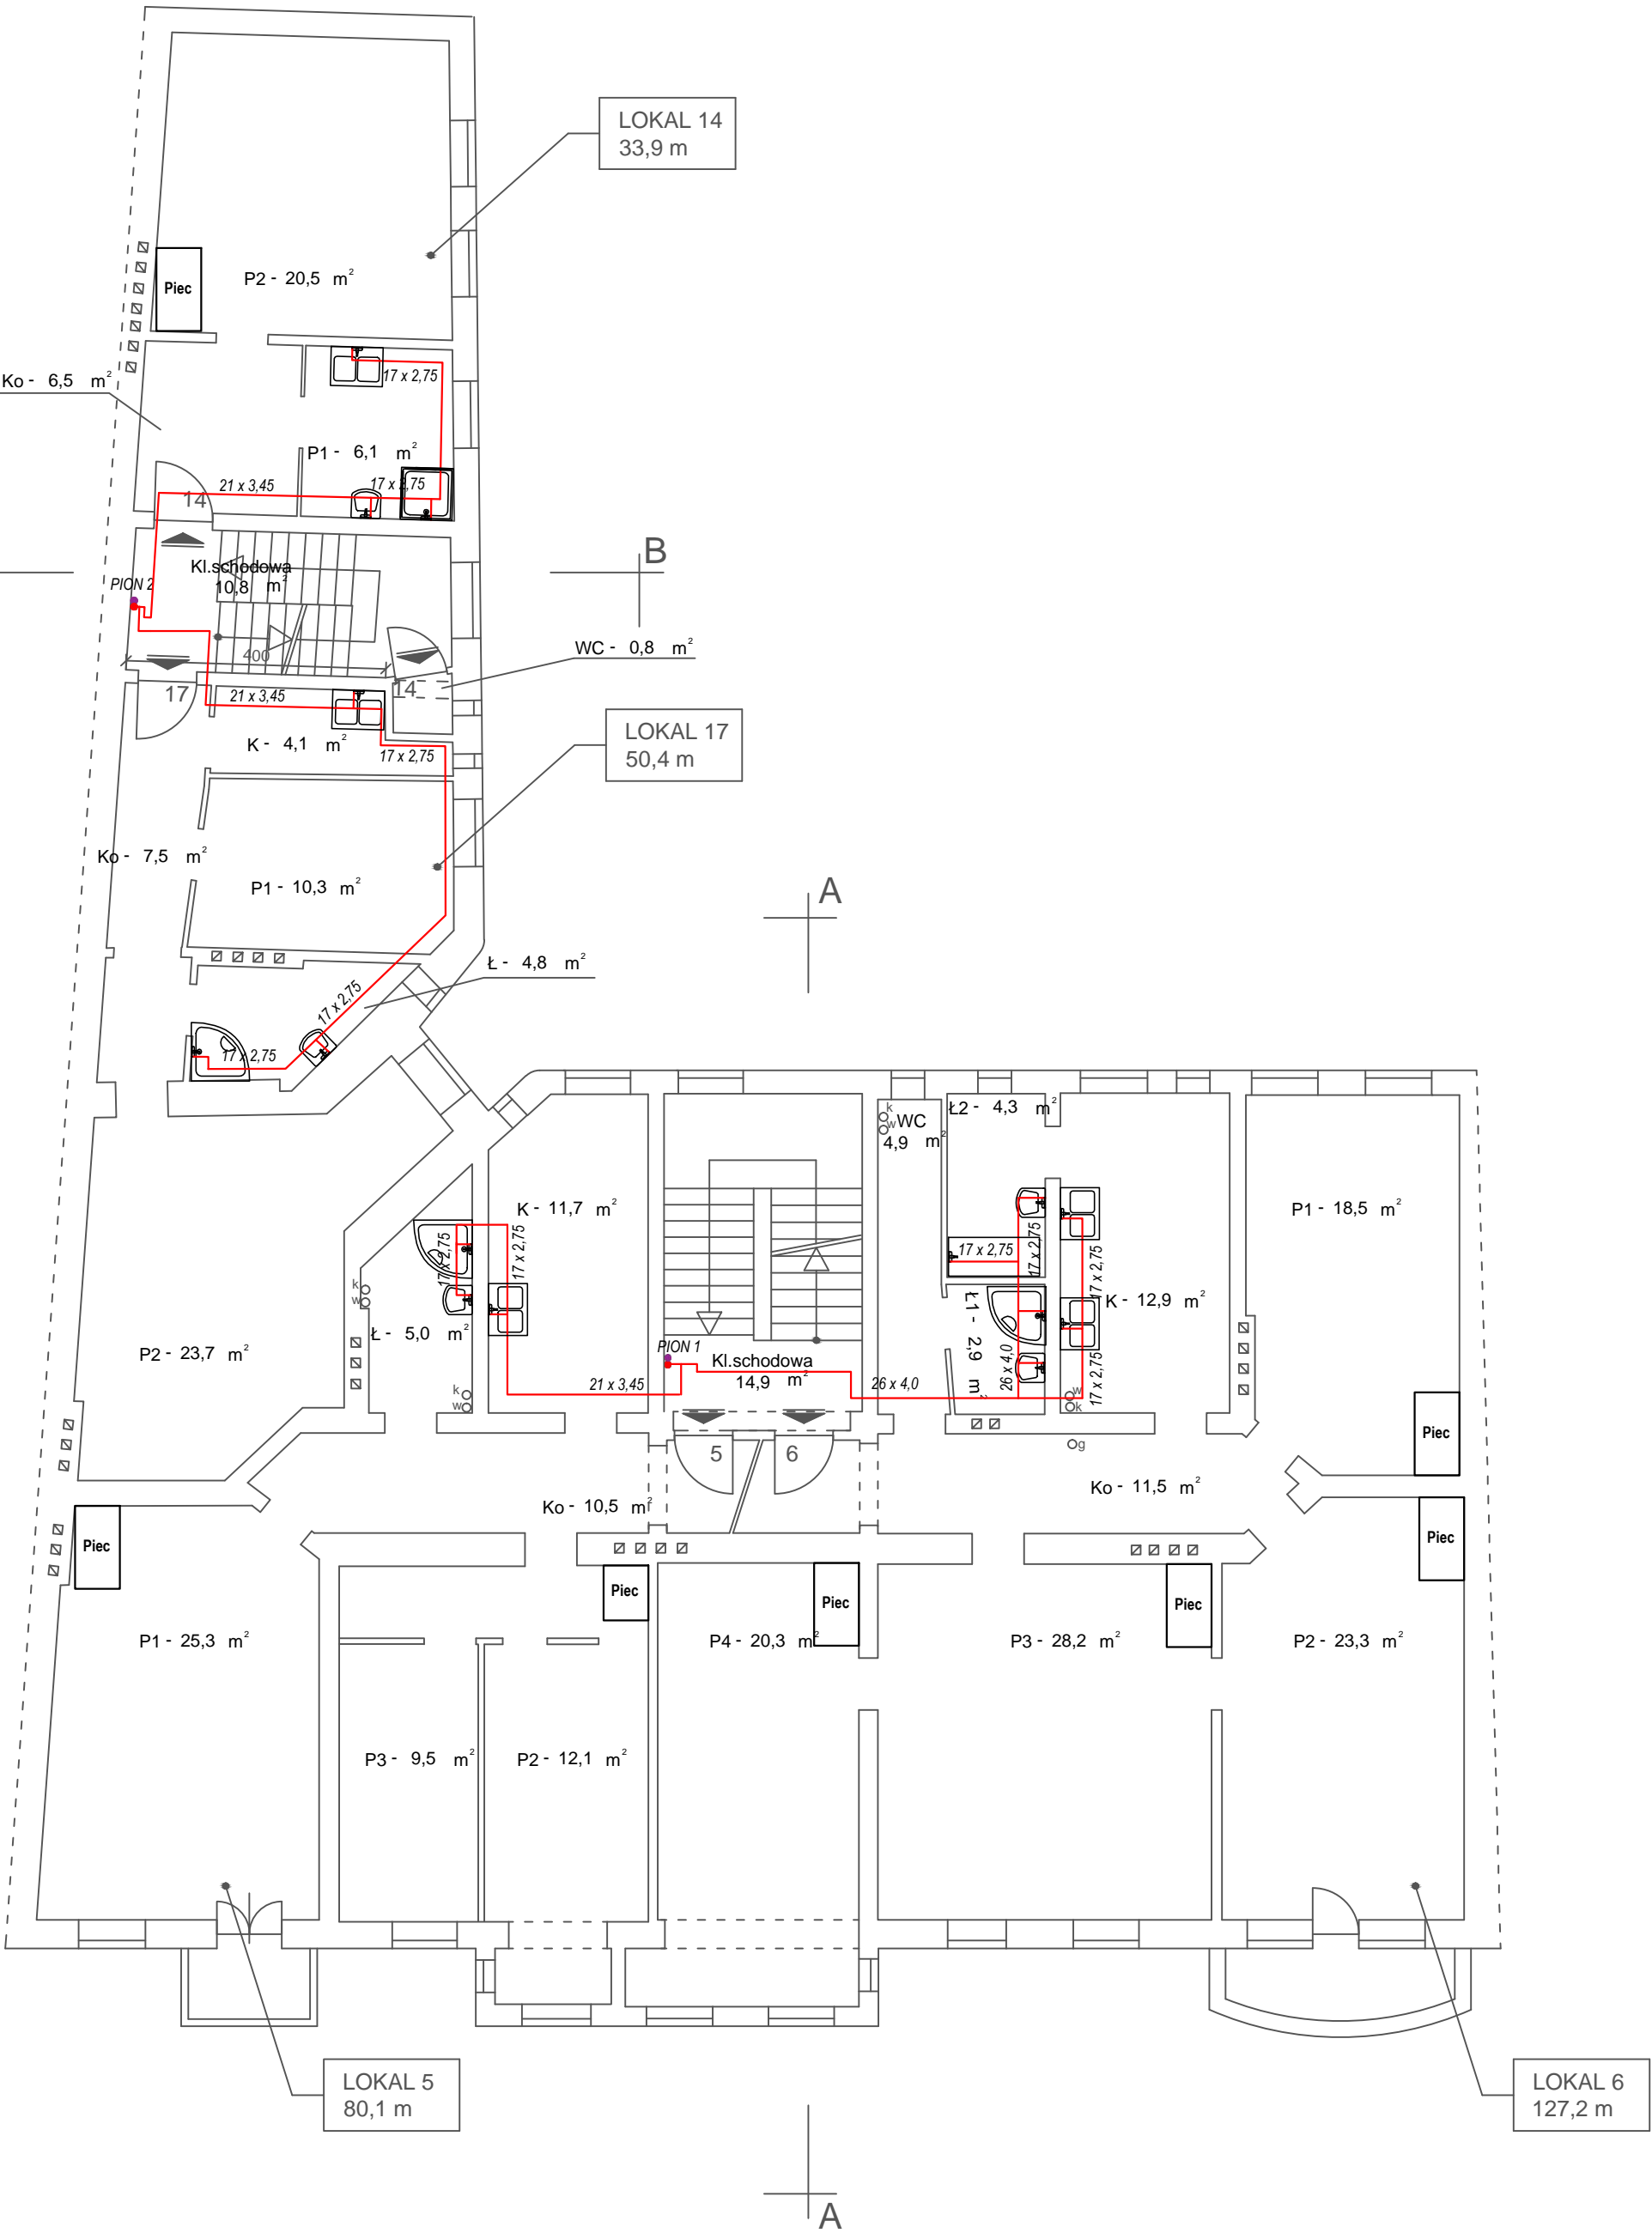 LOKAL 14
33,9 m
P2 - 20,5 m²
Piec
17 x 2,75
Ko - 6,5 m²
P1 - 6,1 m²
21 x 3,45
17 x 2,75
14
B
Kl.schodowa
10,8 m²
PION 2
WC - 0,8 m²
400
14
17
21 x 3,45
LOKAL 17
50,4 m
K - 4,1 m²
17 x 2,75
Ko - 7,5 m²
P1 - 10,3 m²
A
Ł - 4,8 m²
17 x 2,75
17 x 2,75
k
w
WC
4,9 m²
Ł2 - 4,3 m²
K - 11,7 m²
P1 - 18,5 m²
17 x 2,75
17 x 2,75
17 x 2,75
17 x 2,75
17 x 2,75
k
w
K - 12,9 m²
Ł1 - 2,9 m²
Ł - 5,0 m²
P2 - 23,7 m²
PION 1
Kl.schodowa
14,9 m²
21 x 3,45
26 x 4,0
26 x 4,0
17 x 2,75
k
w
w
k
g
5
6
Piec
Ko - 11,5 m²
Ko - 10,5 m²
Piec
Piec
Piec
Piec
Piec
P1 - 25,3 m²
P4 - 20,3 m²
P3 - 28,2 m²
P2 - 23,3 m²
P3 - 9,5 m²
P2 - 12,1 m²
LOKAL 5
80,1 m
LOKAL 6
127,2 m
A